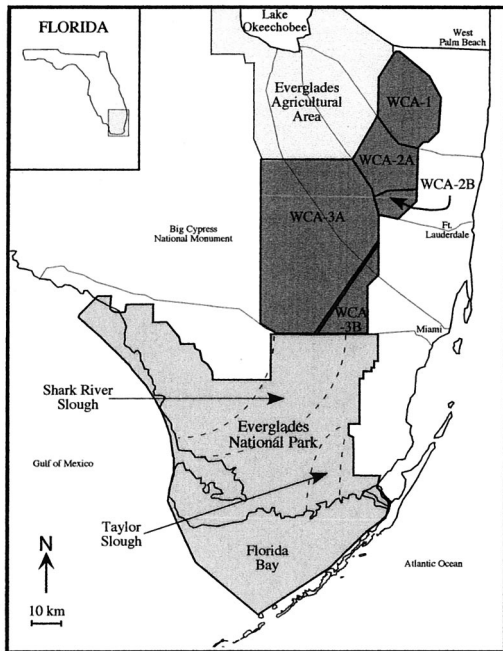 FLORIDA
Lake
Okeechobee
West
Palm Beach
Everglades
Agricultural
Area
WCA-1
WCA-2A
WCA-2B
WCA-3A
Big Cypress
National Monument
Ft.
Lauderdale
WCA
-3B
Miami
Shark River
Slough
Everglades
National Park
Gulf of Mexico
Taylor
Slough
Florida
Bay
N
Atlantic Ocean
10 km